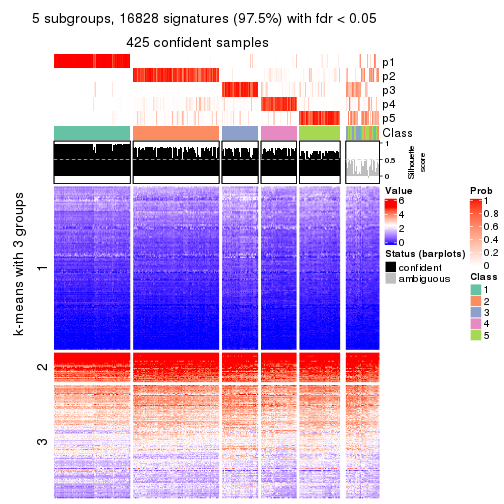 5 subgroups, 16828 signatures (97.5%) with fdr < 0.05
425 confident samples
p1
p2
p3
p4
p5
Class
1
0.5
0
Silhouette
score
k-means with 3 groups
1
2
3
Value
6
4
2
0
Status (barplots)
confident
ambiguous
Prob
1
0.8
0.6
0.4
0.2
0
Class
1
2
3
4
5